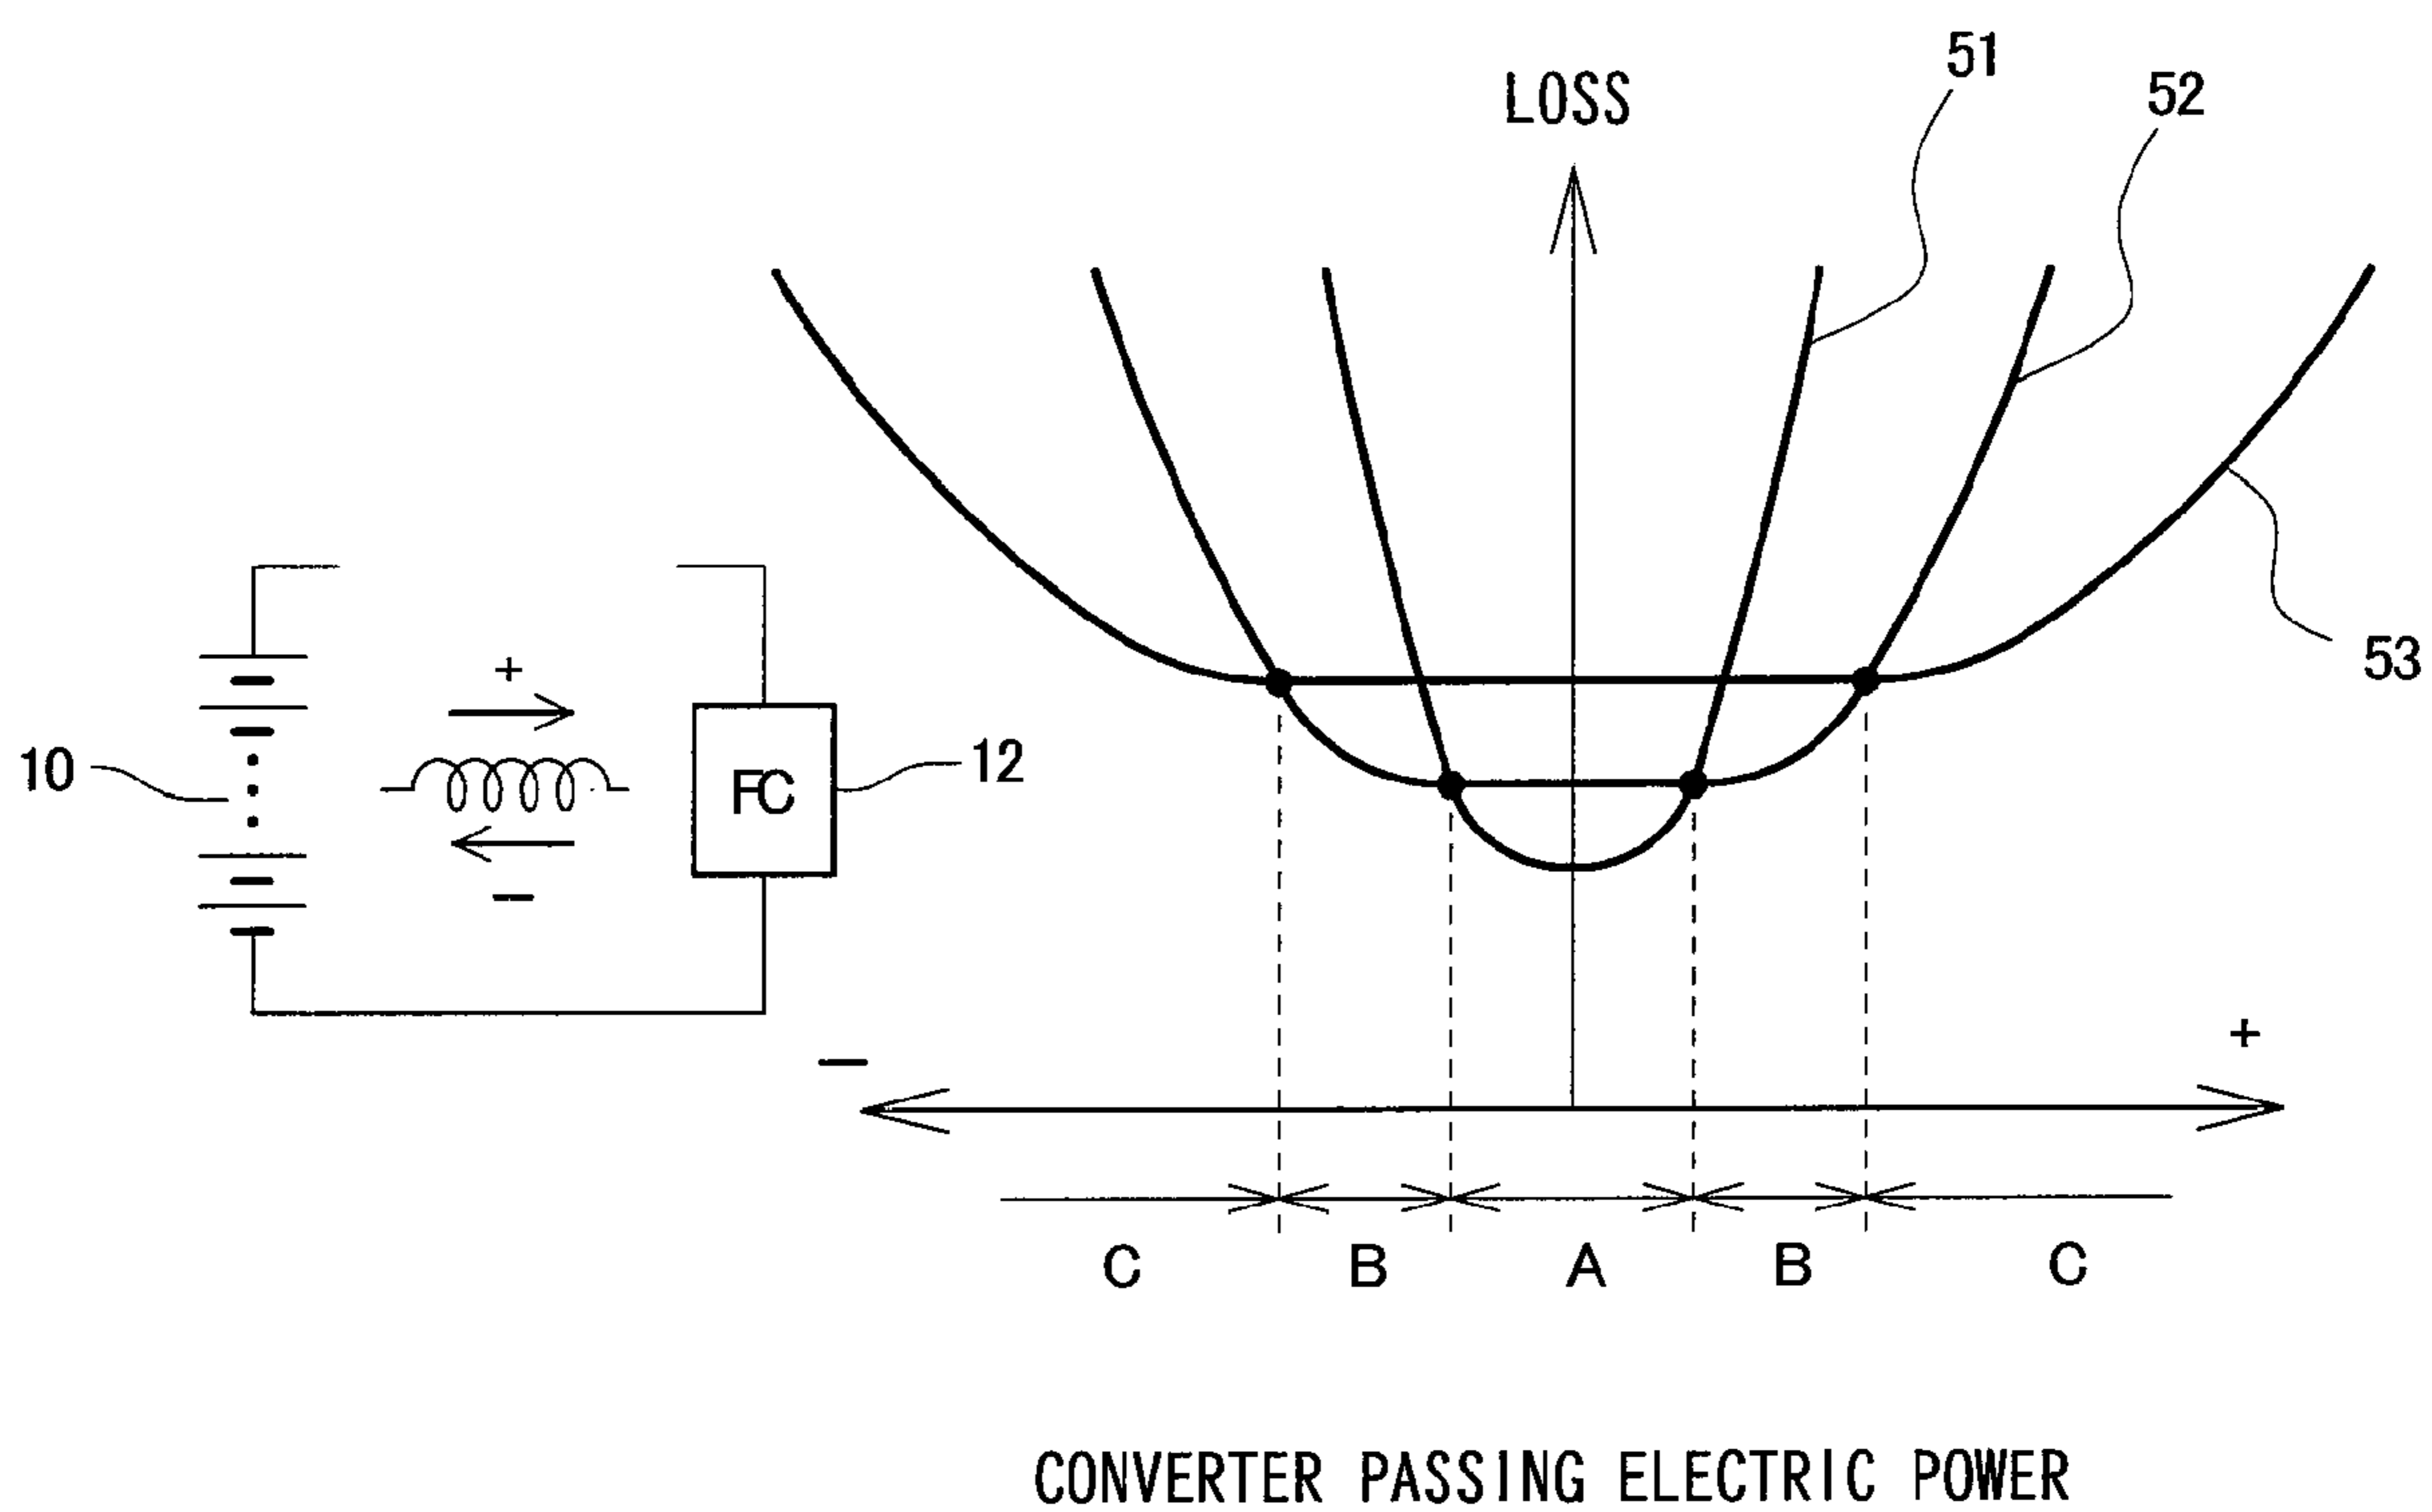 51
52
LOSS
53
+
10
FC
12
−
−
+
C B A B C
CONVERTER PASSING ELECTRIC POWER